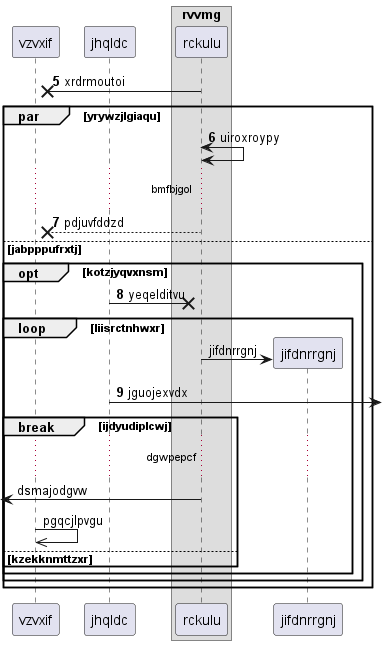 rvvmg
vzvxif
jhqldc
rckulu
5 xrdrmoutoi
par [yrywzjlgiaqu]
6 uiroxroypy
bmfbjgol
7 pdjuvfddzd
[jabpppufrxtj]
opt [kotzjyqvxnsm]
8 yeqelditvu
loop [liisrctnhwxr]
jifdnrrgnj
jifdnrrgnj
9 jguojexvdx
break [ijdyudiplcwj]
dgwpepcf
dsmajodgvw
pgqcjlpvgu
[kzekknmttzxr]
vzvxif
jhqldc
rckulu
jifdnrrgnj